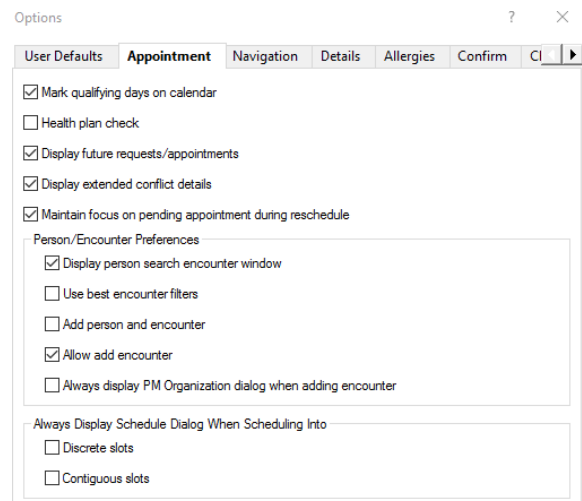 Options ?
User Defaults Appointment Navigation Details Allergies Confirm
Mark qualifying days on calendar
Health plan check
Display future requests/appointments
Display extended conflict details
Maintain focus on pending appointment during reschedule
Person/Encounter Preferences
Display person search encounter window
Use best encounter filters
Add person and encounter
Allow add encounter
Always display PM Organization dialog when adding encounter
Always Display Schedule Dialog When Scheduling Into
Discrete slots
Contiguous slots